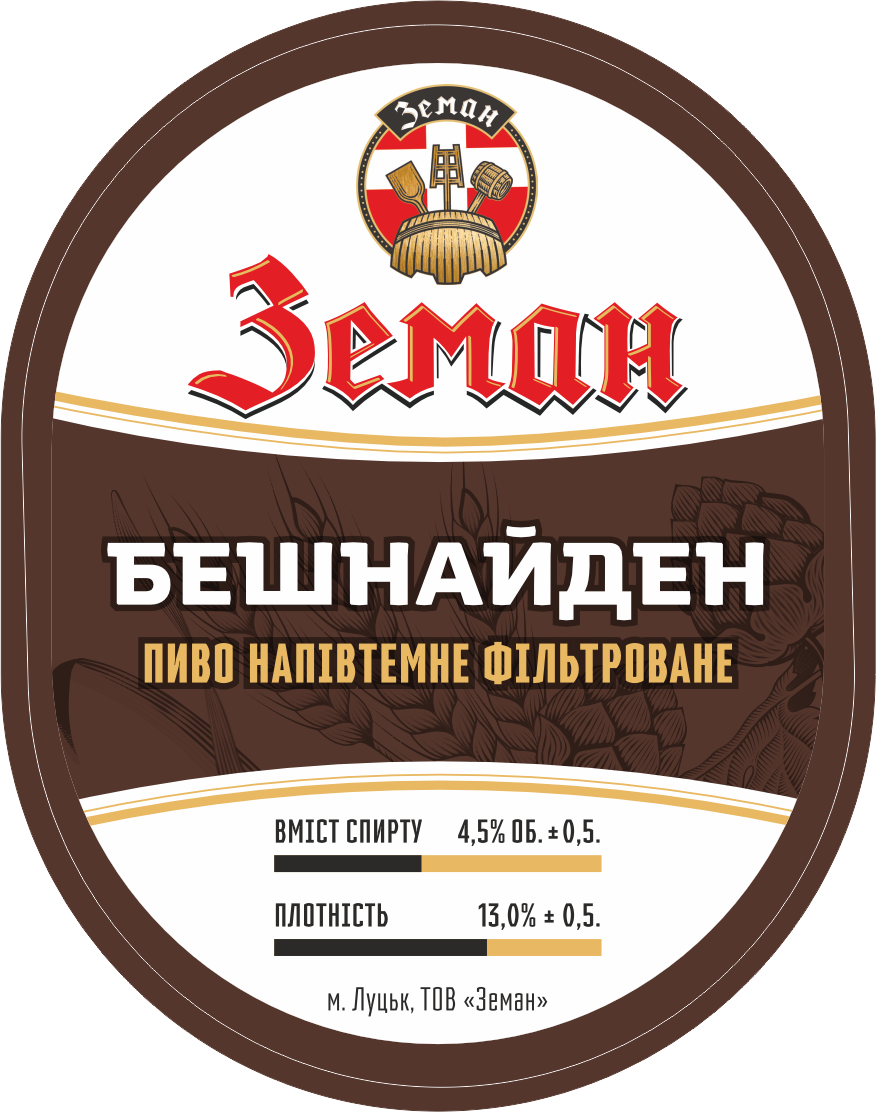 Земан
Земан
БЕШНАЙДЕН
ПИВО НАПІВТЕМНЕ ФІЛЬТРОВАНЕ
ВМІСТ СПИРТУ 4,5% ОБ. ± 0,5.
ПЛОТНІСТЬ 13,0% ± 0,5.
м. Луцьк, ТОВ «Земан»